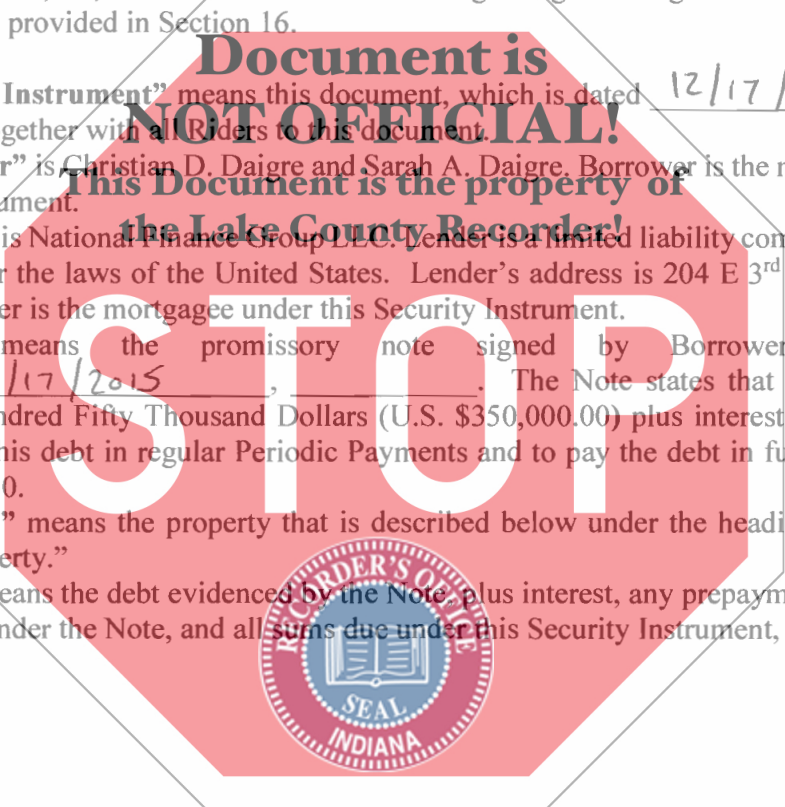 provided in Section 16.
Document is
Instrument” means this document, which is dated 12/17/
NOT OFFICIAL!
gether with all Riders to this document.
r” is Christian D. Daigre and Sarah A. Daigre. Borrower is the
This Document is the property of
ument.
the Lake County Recorder!
is National Finance Group LLC. Lender is a limited liability com
r the laws of the United States. Lender’s address is 204 E 3rd
er is the mortgagee under this Security Instrument.
means the promissory note signed by Borrower
/17/2015 , . The Note states that
ndred Fifty Thousand Dollars (U.S. $350,000.00) plus interest
his debt in regular Periodic Payments and to pay the debt in fu
0.
STOP
” means the property that is described below under the headi
erty.”
eans the debt evidenced by the Note, plus interest, any prepaym
nder the Note, and all sums due under this Security Instrument,
RECORDER'S OFFICE
SEAL
INDIANA